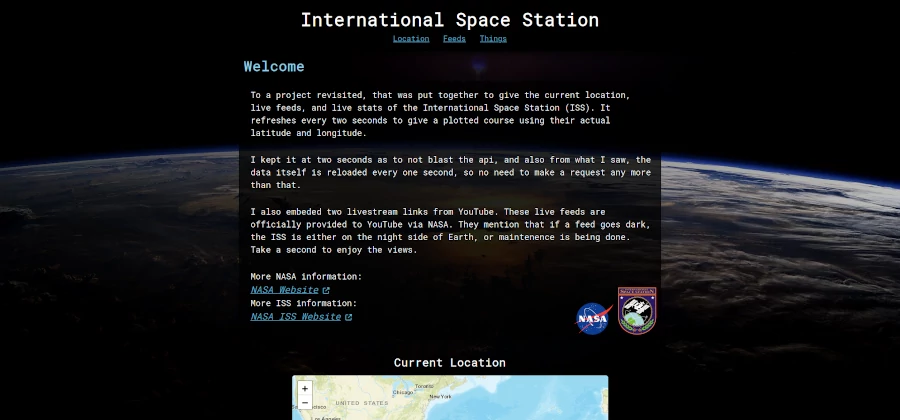 International Space Station
Location Feeds Things
Welcome
To a project revisited, that was put together to give the current location,
live feeds, and live stats of the International Space Station (ISS). It
refreshes every two seconds to give a plotted course using their actual
latitude and longitude.
I kept it at two seconds as to not blast the api, and also from what I saw, the
data itself is reloaded every one second, so no need to make a request any more
than that.
I also embeded two livestream links from YouTube. These live feeds are
officially provided to YouTube via NASA. They mention that if a feed goes dark,
the ISS is either on the night side of Earth, or maintenence is being done.
Take a second to enjoy the views.
More NASA information:
NASA Website
More ISS information:
NASA ISS Website
NASA
Current Location
+
−
Toronto
Chicago
New York
UNITED STATES
Los Angeles